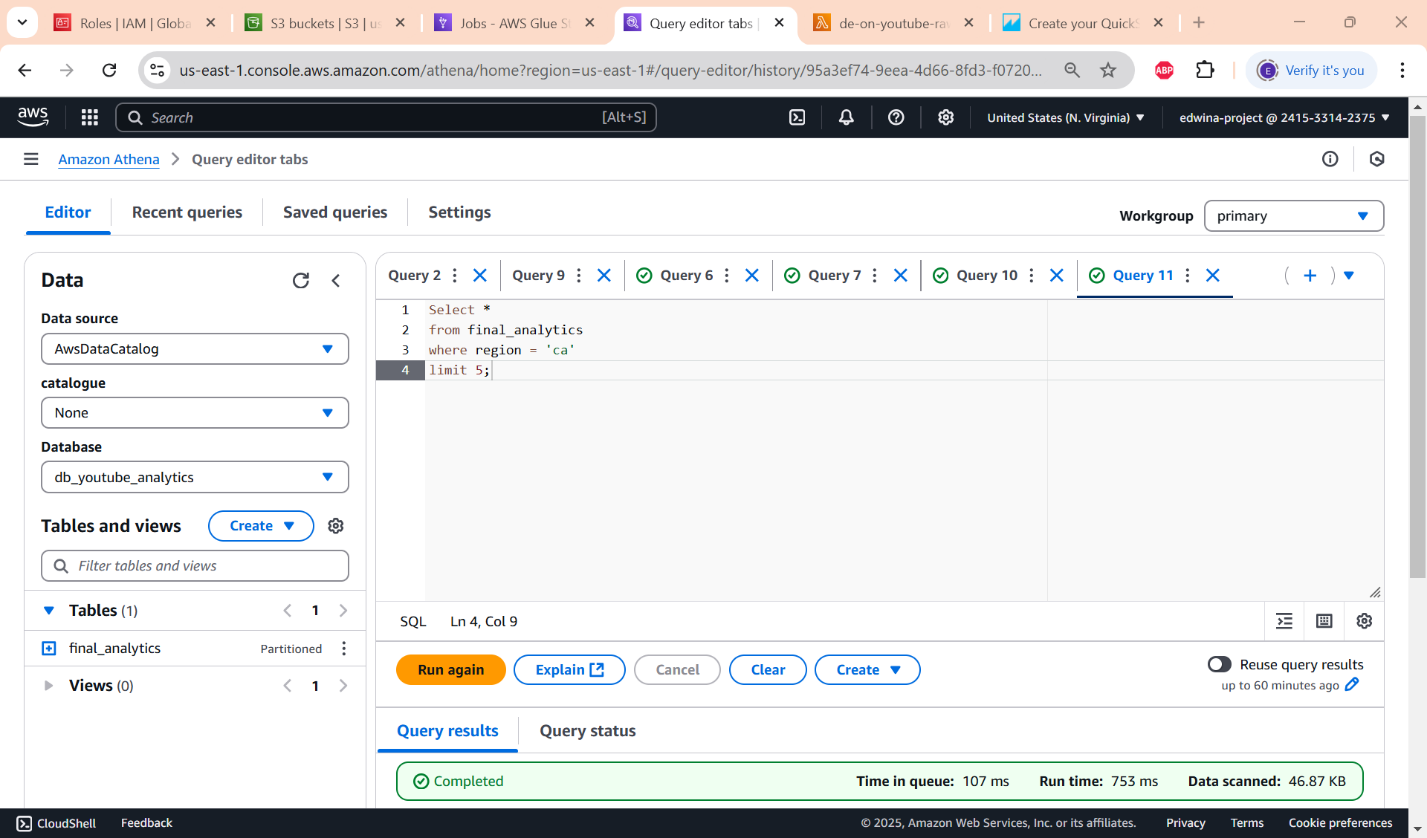 Roles | IAM | Globa
S3 buckets | S3 | us
Jobs - AWS Glue St
Query editor tabs |
de-on-youtube-rav
Create your QuickS
us-east-1.console.aws.amazon.com/athena/home?region=us-east-1#/query-editor/history/95a3ef74-9eea-4d66-8fd3-f0720...
ABP
E
Verify it's you
aws
Search
[Alt+S]
United States (N. Virginia)
edwina-project @ 2415-3314-2375
Amazon Athena
Query editor tabs
Editor
Recent queries
Saved queries
Settings
Workgroup
primary
Data
Data source
AwsDataCatalog
catalogue
None
Database
db_youtube_analytics
Tables and views
Create
Filter tables and views
Tables (1)
1
final_analytics
Partitioned
Views (0)
1
Query 2
Query 9
Query 6
Query 7
Query 10
Query 11
1 Select *
2 from final_analytics
3 where region = 'ca'
4 limit 5;
SQL
Ln 4, Col 9
Run again
Explain
Cancel
Clear
Create
Reuse query results
up to 60 minutes ago
Query results
Query status
Completed
Time in queue: 107 ms
Run time: 753 ms
Data scanned: 46.87 KB
CloudShell
Feedback
© 2025, Amazon Web Services, Inc. or its affiliates.
Privacy
Terms
Cookie preferences